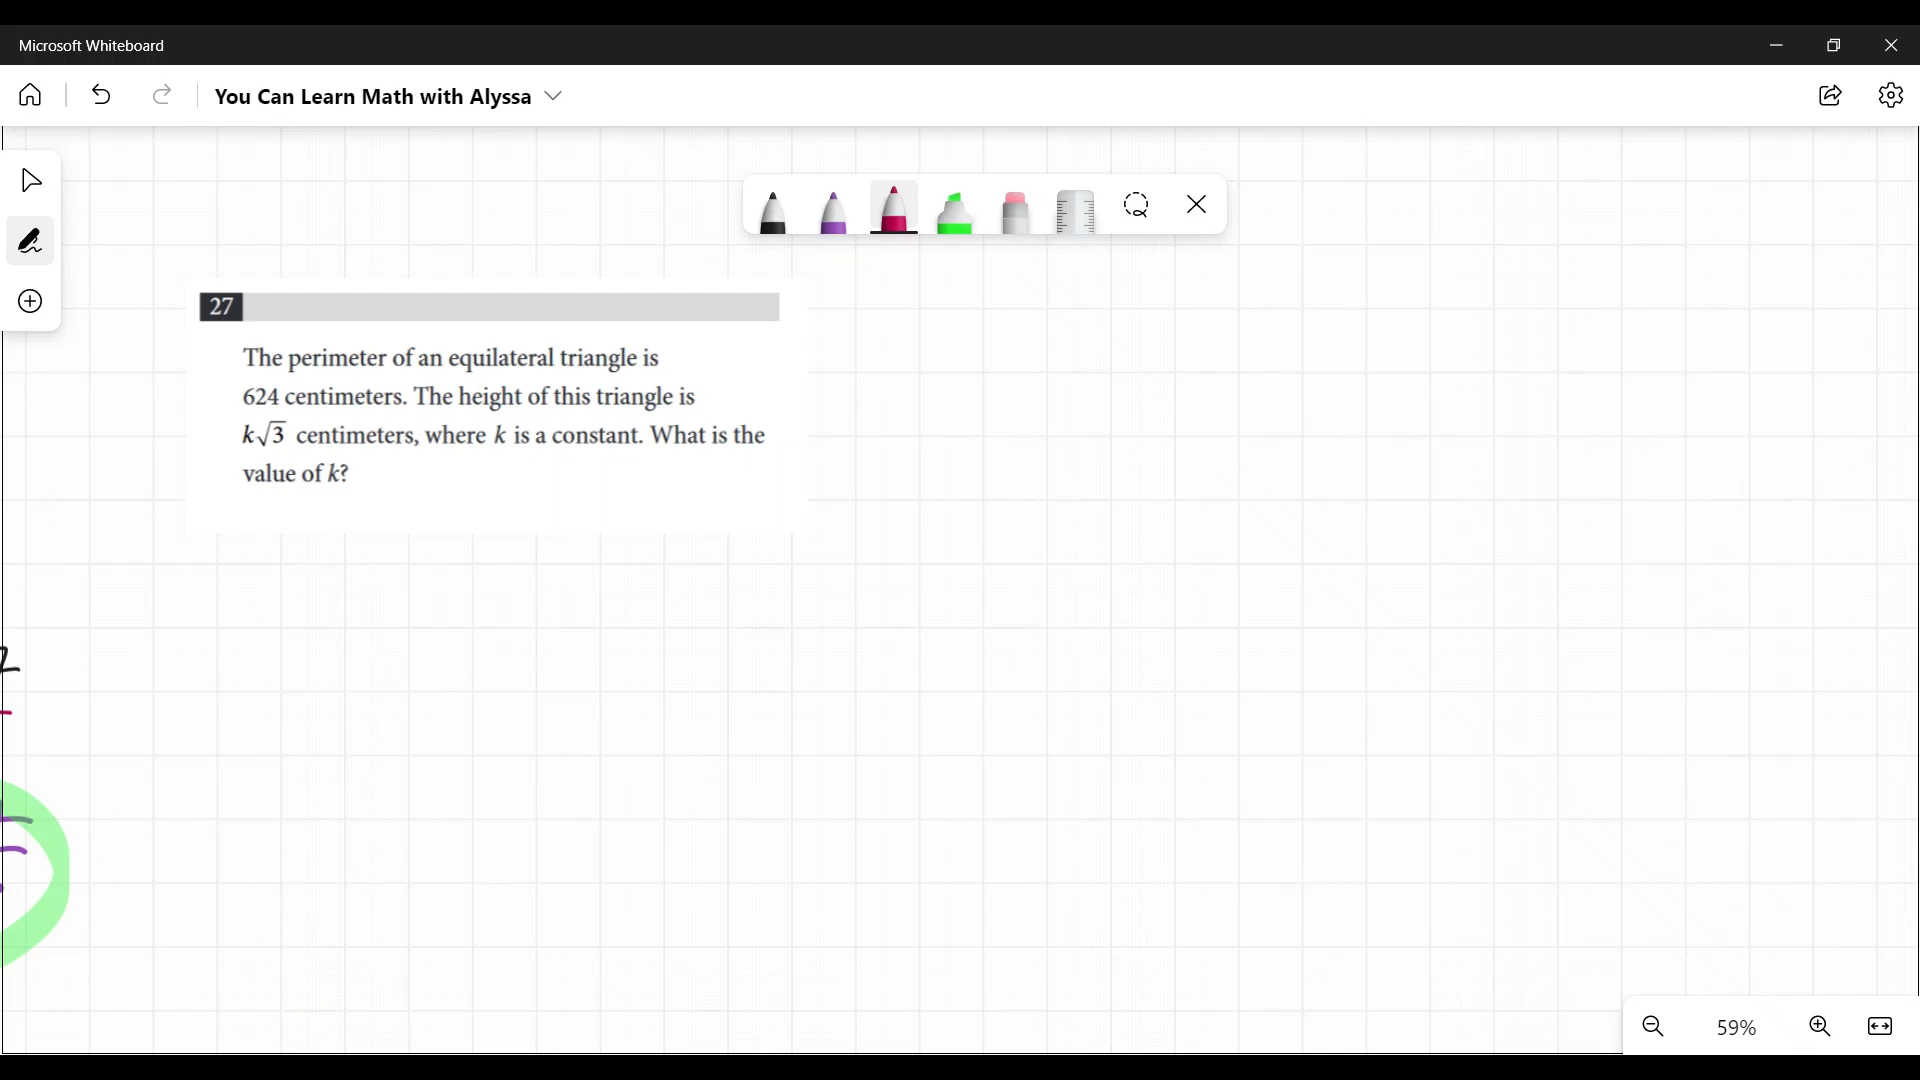 Microsoft Whiteboard
You Can Learn Math with Alyssa
27
The perimeter of an equilateral triangle is
624 centimeters. The height of this triangle is
k√3 centimeters, where k is a constant. What is the
value of k?
59%